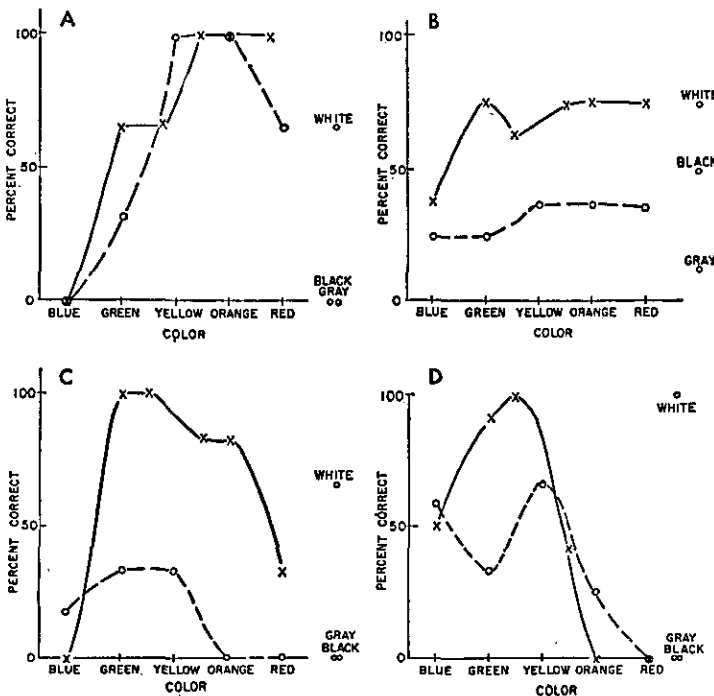 A
100
50
0
PERCENT CORRECT
BLUE GREEN YELLOW ORANGE RED
COLOR
WHITE
BLACK
GRAY
B
100
50
0
PERCENT CORRECT
BLUE GREEN YELLOW ORANGE RED
COLOR
WHITE
BLACK
GRAY
C
100
50
0
PERCENT CORRECT
BLUE GREEN YELLOW ORANGE RED
COLOR
WHITE
GRAY
BLACK
D
100
50
0
PERCENT CORRECT
BLUE GREEN YELLOW ORANGE RED
COLOR
WHITE
GRAY
BLACK